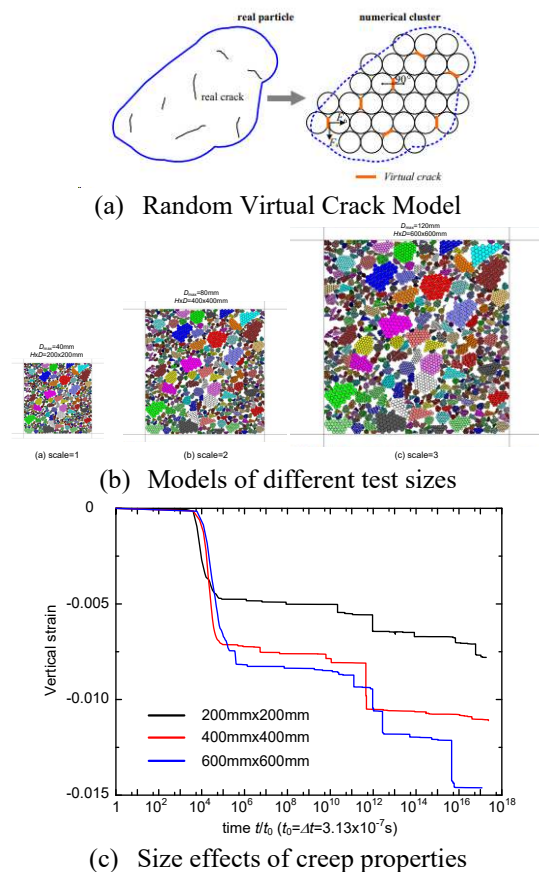 real particle
numerical cluster
real crack
90°
Virtual crack
(a) Random Virtual Crack Model
Dmax=40mm
HxD=200x200mm
Dmax=80mm
HxD=400x400mm
Dmax=120mm
HxD=600x600mm
(a) scale=1
(b) scale=2
(c) scale=3
(b) Models of different test sizes
0
-0.005
-0.010
-0.015
Vertical strain
200mmx200mm
400mmx400mm
600mmx600mm
1 10² 10⁴ 10⁶ 10⁸ 10¹⁰ 10¹² 10¹⁴ 10¹⁶ 10¹⁸
time t/t₀ (t₀=Δt=3.13x10⁻⁷s)
(c) Size effects of creep properties